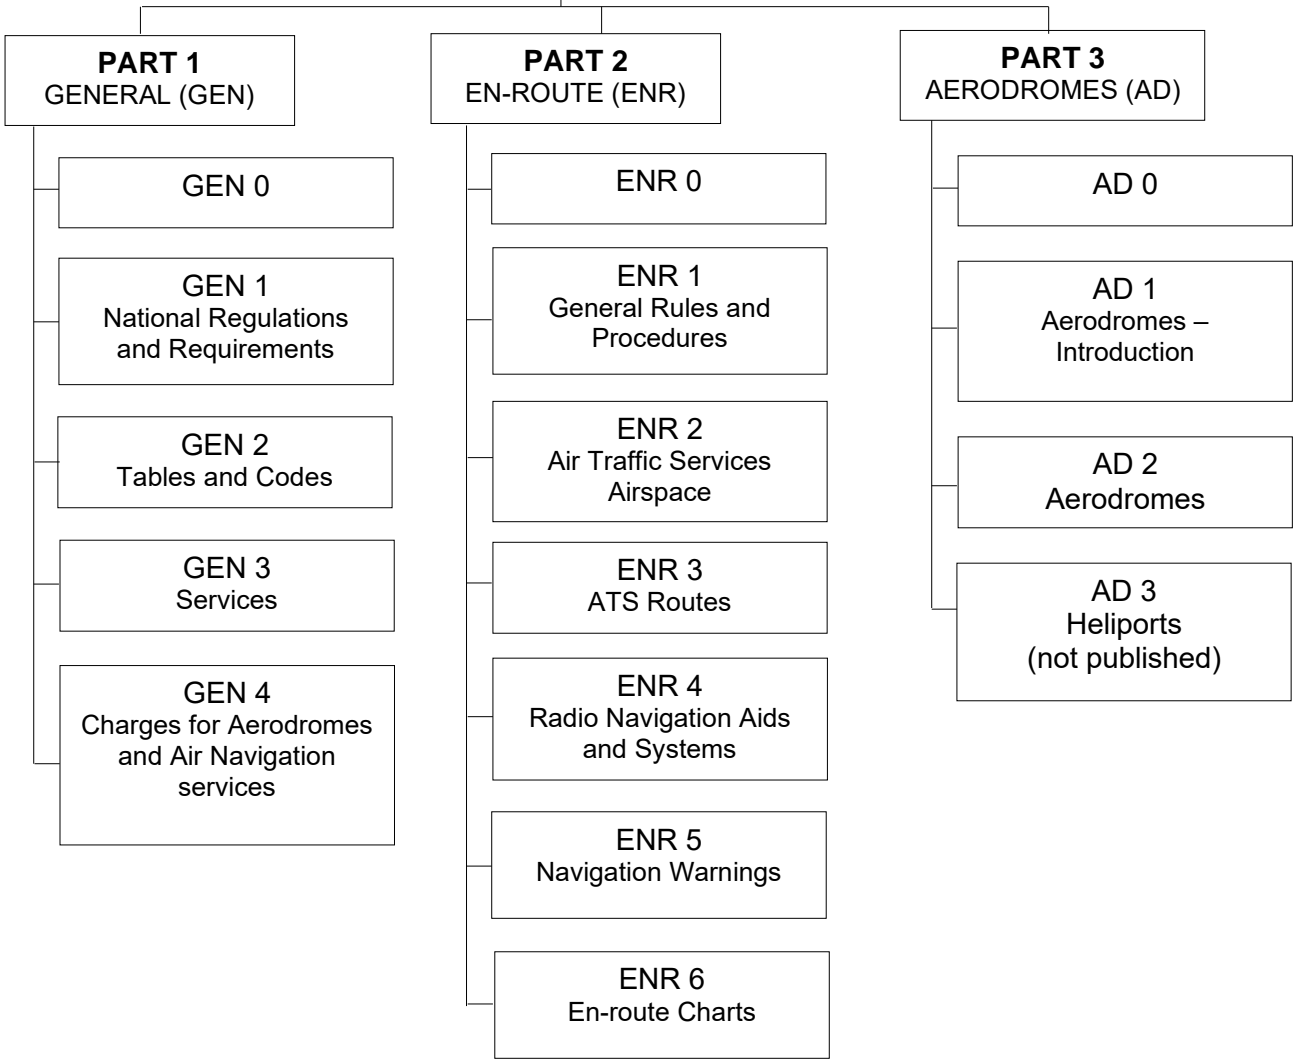 PART 1
GENERAL (GEN)
GEN 0
GEN 1
National Regulations
and Requirements
GEN 2
Tables and Codes
GEN 3
Services
GEN 4
Charges for Aerodromes
and Air Navigation
services
PART 2
EN-ROUTE (ENR)
ENR 0
ENR 1
General Rules and
Procedures
ENR 2
Air Traffic Services
Airspace
ENR 3
ATS Routes
ENR 4
Radio Navigation Aids
and Systems
ENR 5
Navigation Warnings
ENR 6
En-route Charts
PART 3
AERODROMES (AD)
AD 0
AD 1
Aerodromes –
Introduction
AD 2
Aerodromes
AD 3
Heliports
(not published)